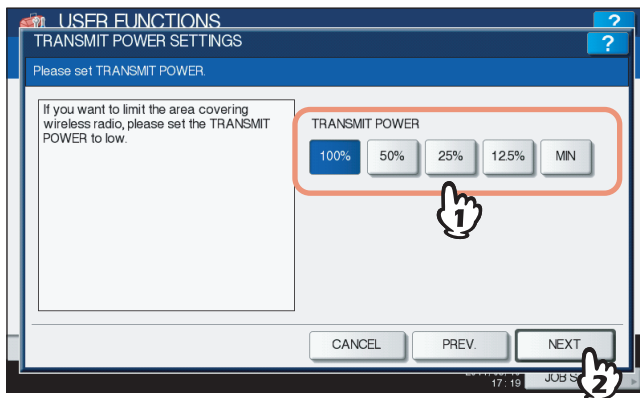 USER FUNCTIONS
?
TRANSMIT POWER SETTINGS
?
Please set TRANSMIT POWER.
If you want to limit the area covering
wireless radio, please set the TRANSMIT
POWER to low.
TRANSMIT POWER
100% 50% 25% 12.5% MIN
1
CANCEL PREV. NEXT
17:19 JOB S
2